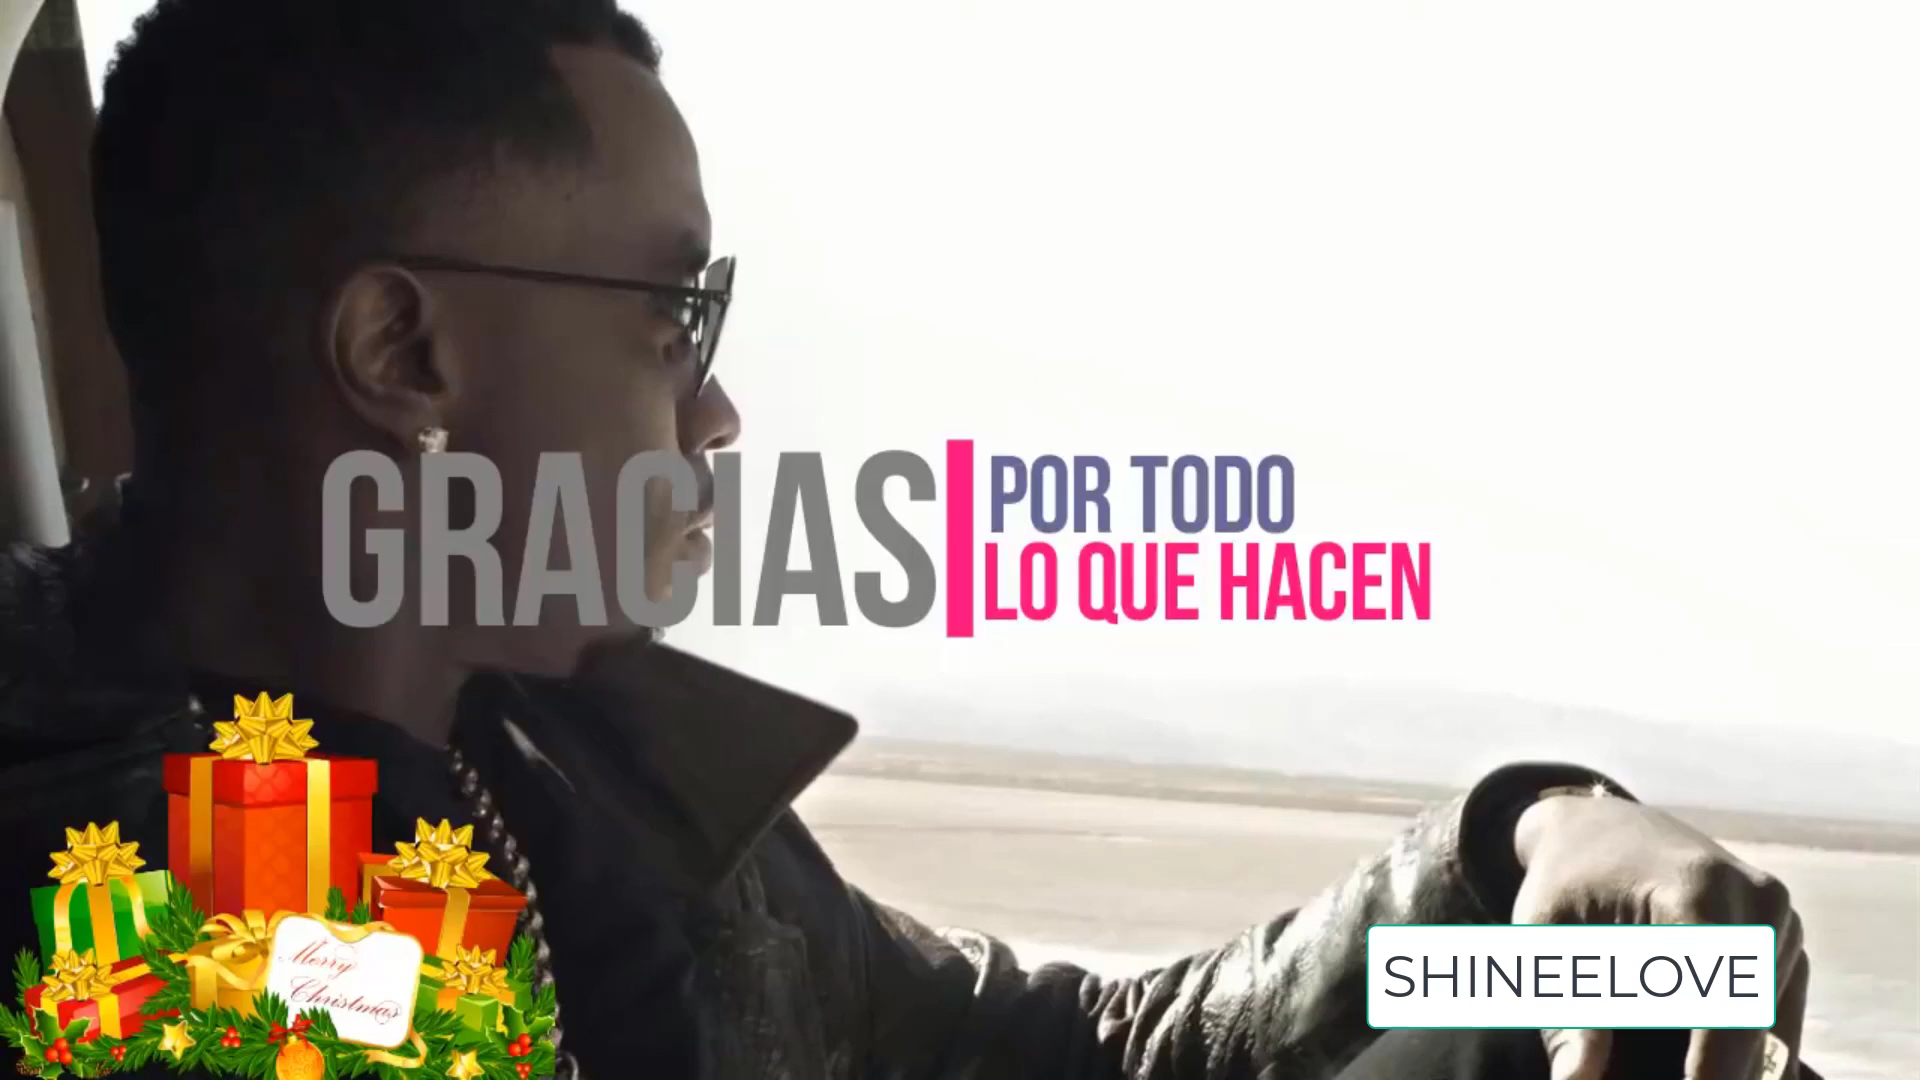 GRACIAS
POR TODO
LO QUE HACEN
Merry
Christmas
SHINEELOVE